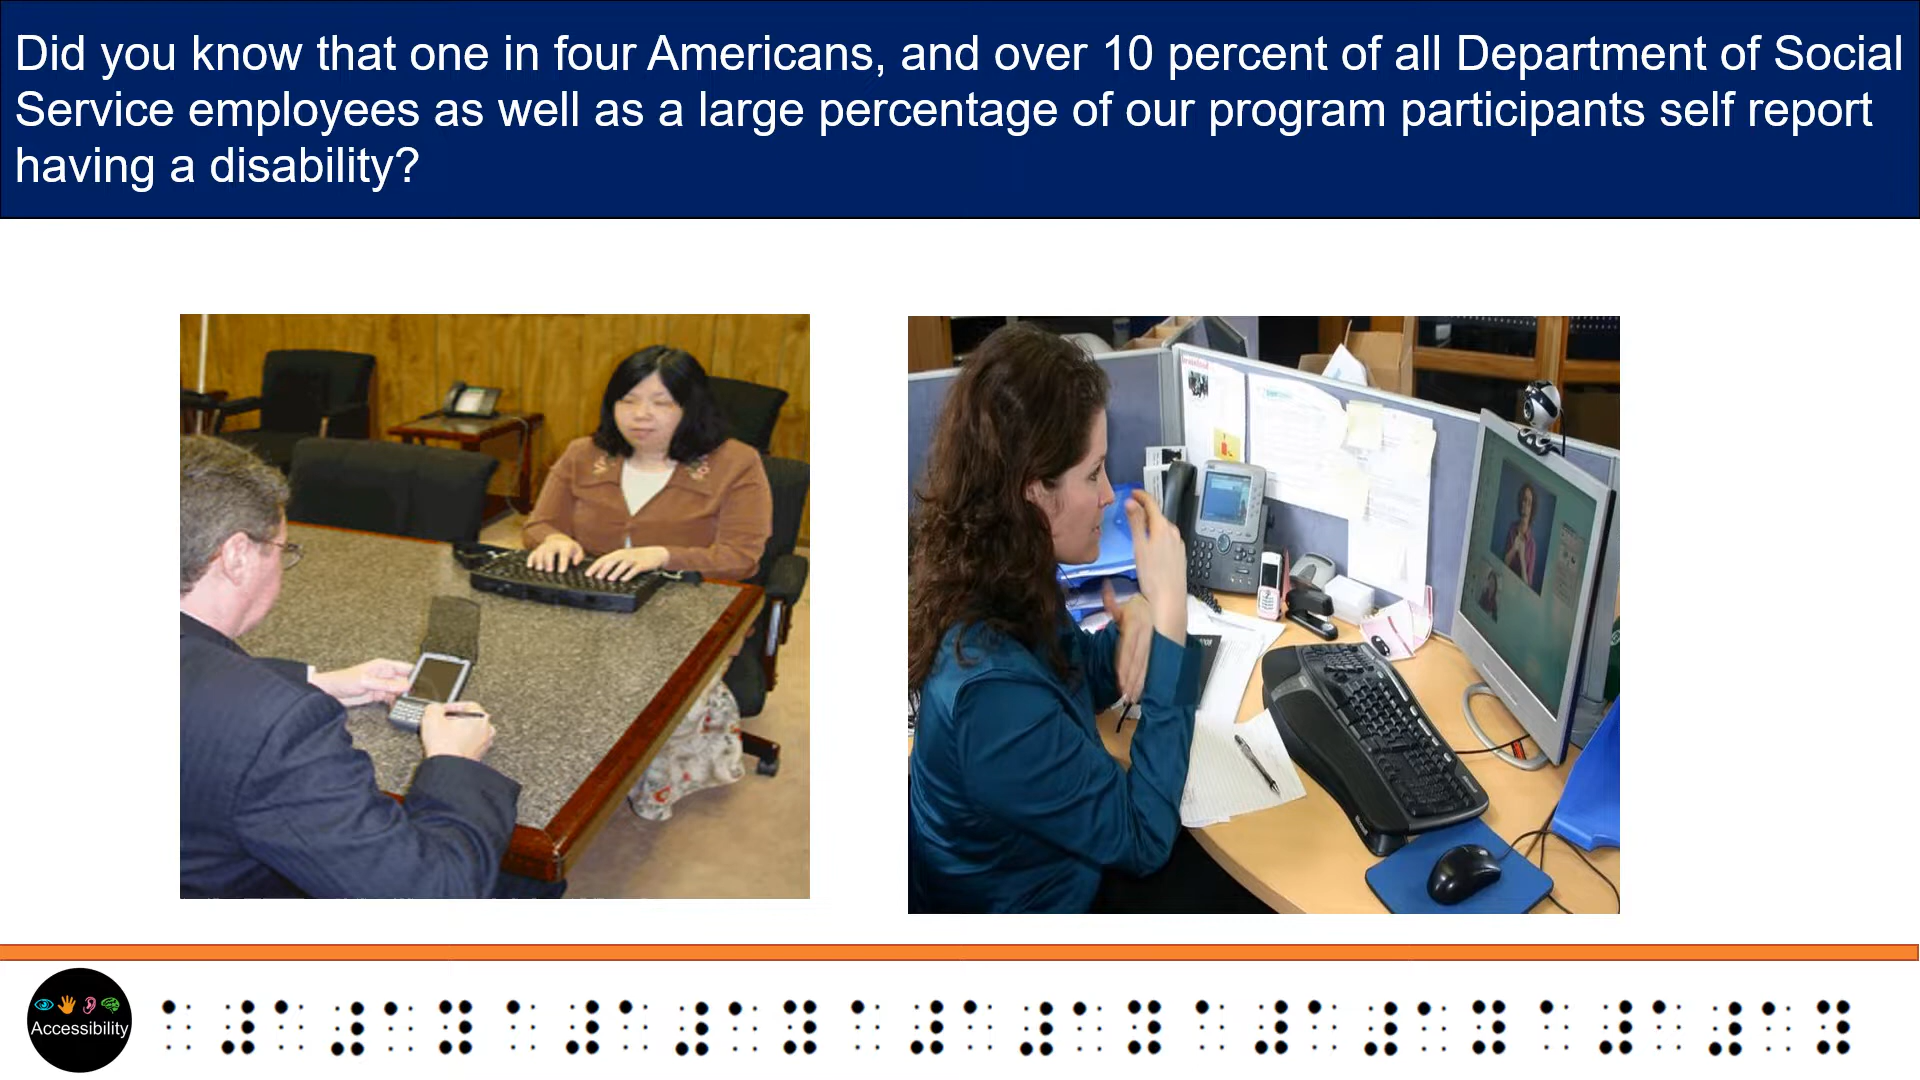 Did you know that one in four Americans, and over 10 percent of all Department of Social
Service employees as well as a large percentage of our program participants self report
having a disability?
Accessibility